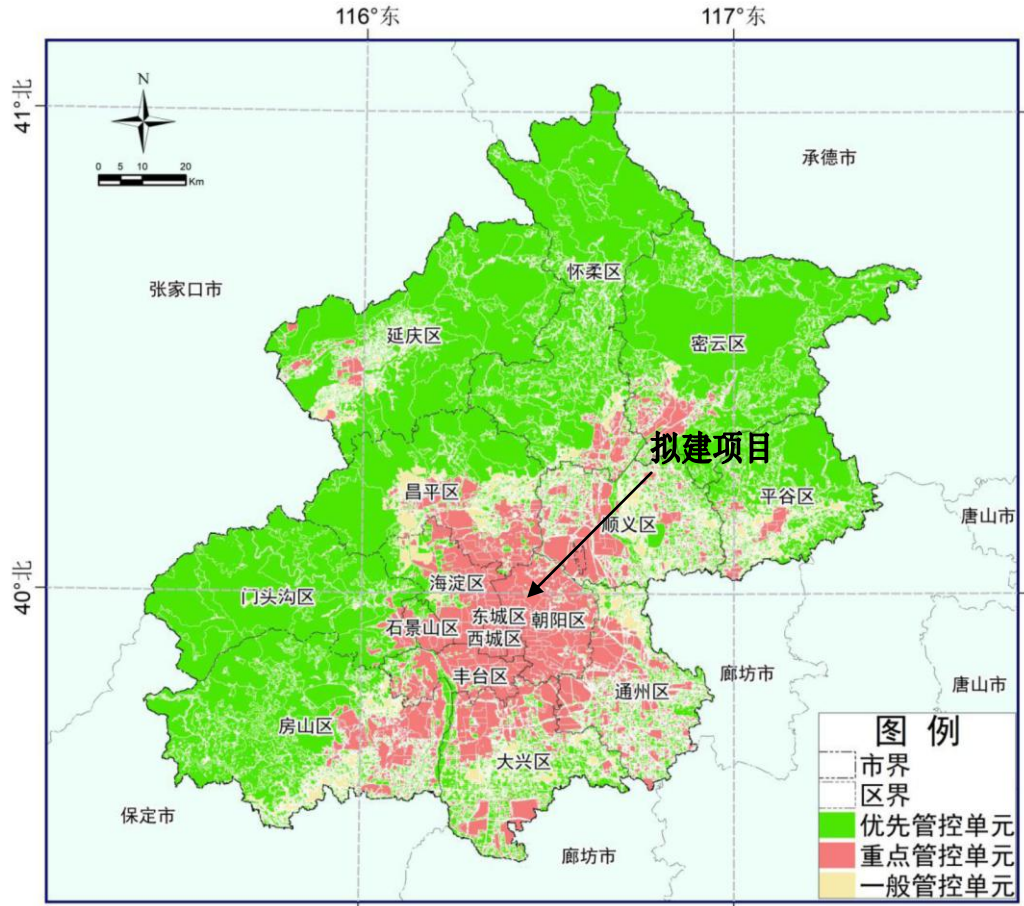 116°东
117°东
41°北
N
0 5 10 20
Km
承德市
张家口市
怀柔区
延庆区
密云区
拟建项目
昌平区
平谷区
唐山市
顺义区
40°北
海淀区
门头沟区
东城区
朝阳区
石景山区
西城区
丰台区
廊坊市
通州区
唐山市
房山区
大兴区
保定市
廊坊市
图 例
市界
区界
优先管控单元
重点管控单元
一般管控单元